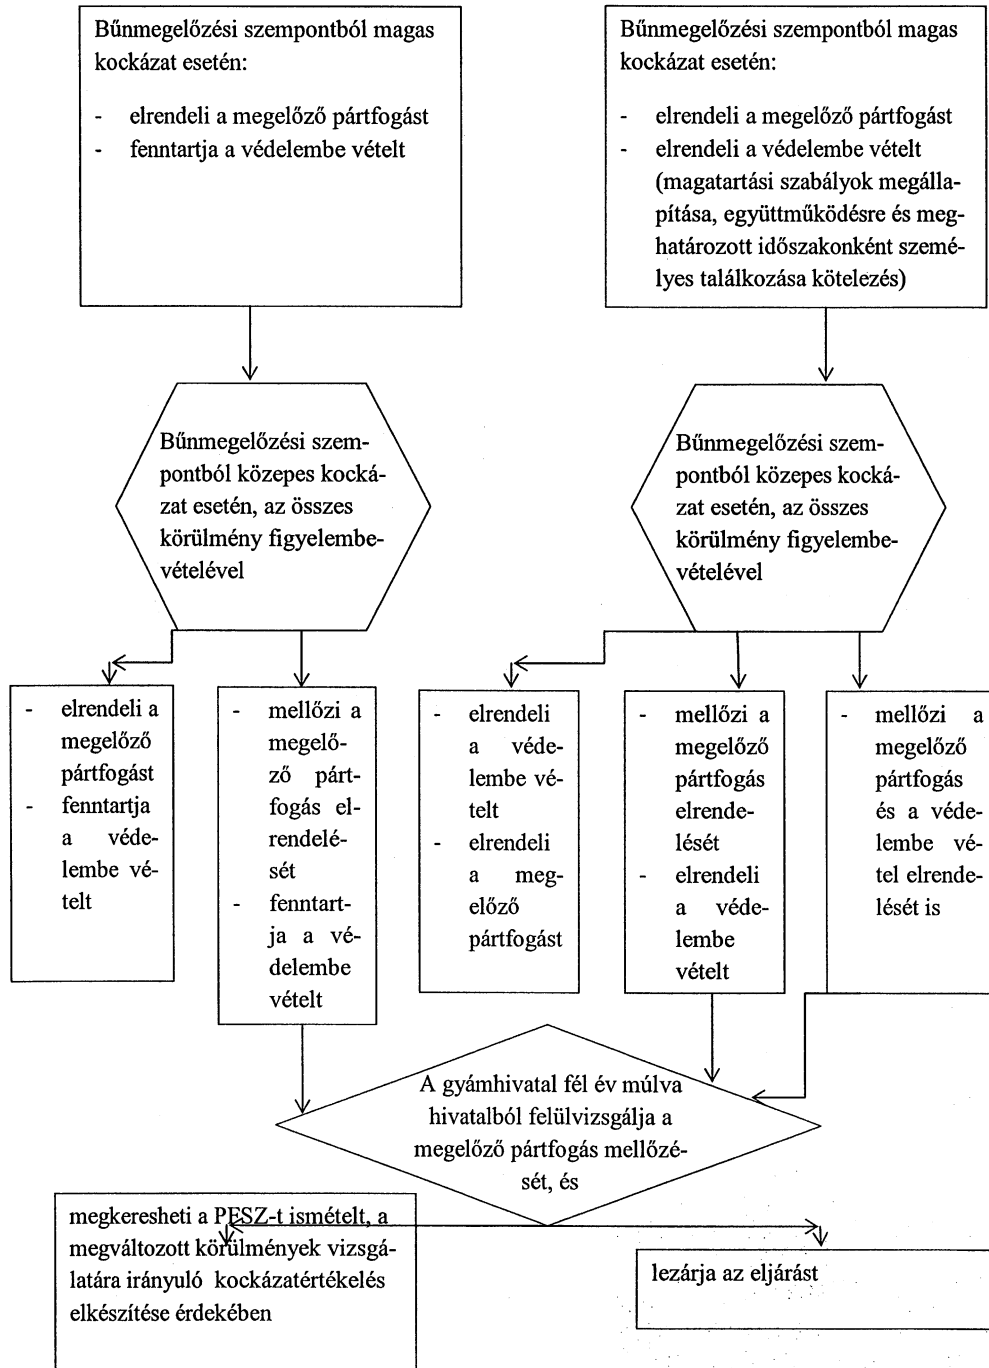 Bűnmegelőzési szempontból magas
kockázat esetén:
- elrendeli a megelőző pártfogást
- fenntartja a védelembe vételt
Bűnmegelőzési szempontból magas
kockázat esetén:
- elrendeli a megelőző pártfogást
- elrendeli a védelembe vételt
(magatartási szabályok megálla-
pítása, együttműködésre és meg-
határozott időszakonként szemé-
lyes találkozása kötelezés)
Bűnmegelőzési szem-
pontból közepes kocká-
zat esetén, az összes
körülmény figyelembe-
vételével
Bűnmegelőzési szem-
pontból közepes kocká-
zat esetén, az összes
körülmény figyelembe-
vételével
- elrendeli a
megelőző
pártfogást
- fenntartja
a véde-
lembe vé-
telt
- mellőzi a
megelő-
ző párt-
fogás el-
rendelé-
sét
- fenntart-
ja a vé-
delembe
vételt
- elrendeli
a véde-
lembe vé-
telt
- elrendeli
a meg-
előző
pártfogást
- mellőzi a
megelőző
pártfogás
elrende-
lését
- elrendeli
a véde-
lembe
vételt
- mellőzi a
megelőző
pártfogás
és a véde-
lembe vé-
tel elrende-
lését is
A gyámhivatal fél év múlva
hivatalból felülvizsgálja a
megelőző pártfogás mellőzé-
sét, és
megkeresheti a PFSZ-t ismételt, a
megváltozott körülmények vizsgá-
latára irányuló kockázatértékelés
elkészítése érdekében
lezárja az eljárást